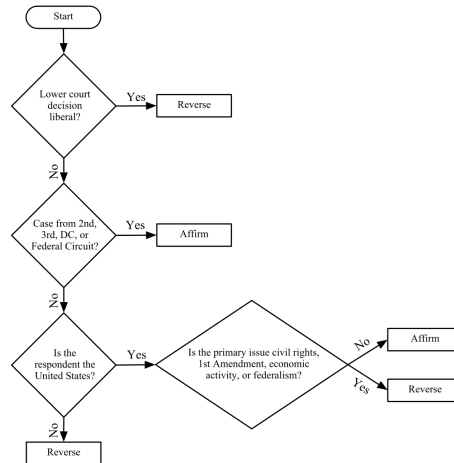 Start
Lower court
decision
liberal?
Yes
Reverse
No
Case from 2nd,
3rd, DC, or
Federal Circuit?
Yes
Affirm
No
Is the
respondent the
United States?
Yes
Is the primary issue civil rights,
1st Amendment, economic
activity, or federalism?
No
Affirm
Yes
Reverse
No
Reverse